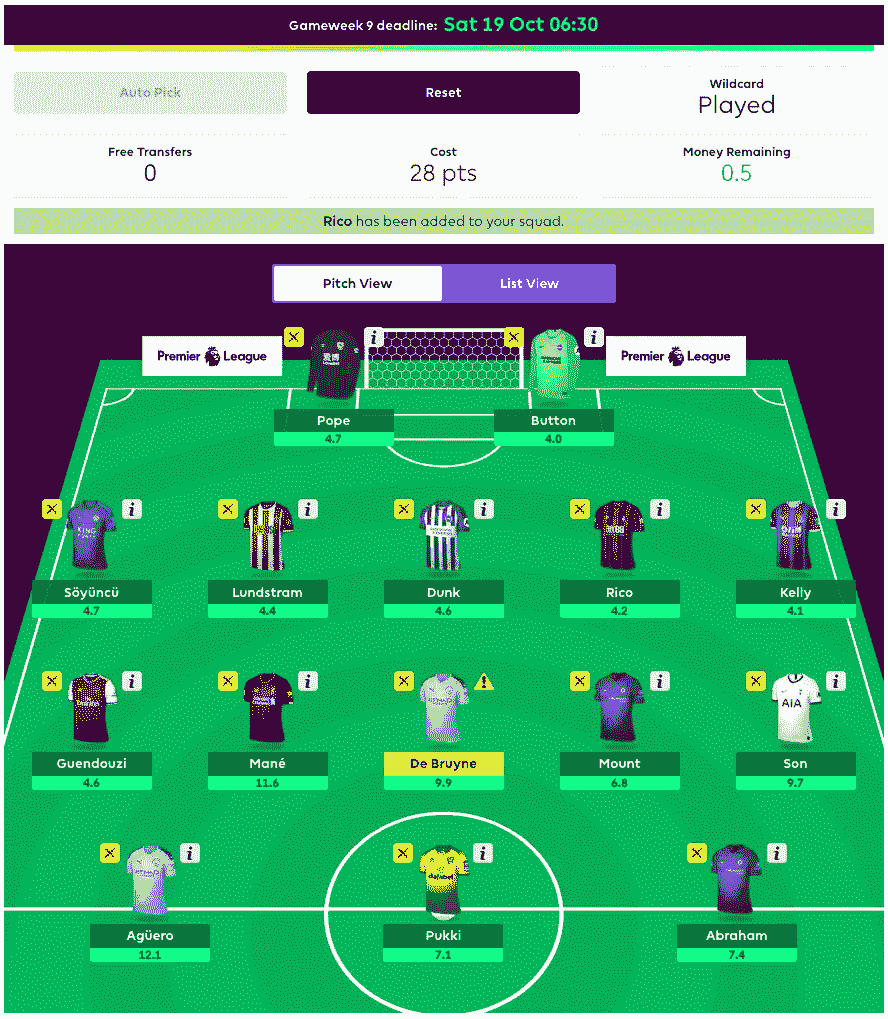 Gameweek 9 deadline: Sat 19 Oct 06:30
Auto Pick
Reset
Wildcard
Played
Free Transfers
0
Cost
28 pts
Money Remaining
0.5
Rico has been added to your squad.
Pitch View
List View
Premier League
Premier League
Pope
4.7
Button
4.0
Söyüncü
4.7
Lundstram
4.4
Dunk
4.6
Rico
4.2
Kelly
4.1
AIA
Guendouzi
4.6
Mané
11.6
De Bruyne
9.9
Mount
6.8
Son
9.7
Agüero
12.1
Pukki
7.1
Abraham
7.4